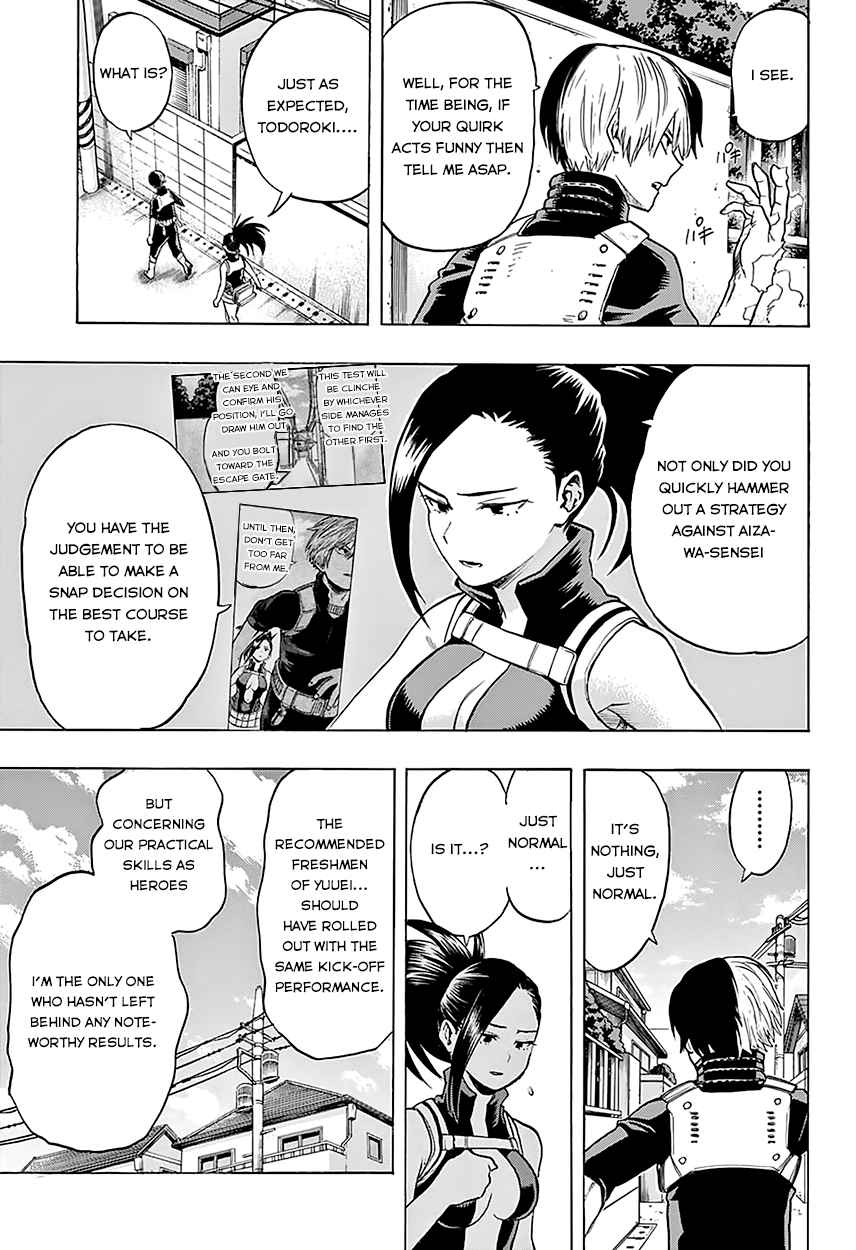 I SEE.
WELL, FOR THE
TIME BEING, IF
YOUR QUIRK
ACTS FUNNY THEN
TELL ME ASAP.
パキ
パキ
JUST AS
EXPECTED,
TODOROKI....
WHAT IS?
NOT ONLY DID YOU
QUICKLY HAMMER
OUT A STRATEGY
AGAINST AIZA-
WA-SENSEI
THIS TEST WILL
BE CLINCHE
BY WHICHEVER
SIDE MANAGES
TO FIND THE
OTHER FIRST.
THE SECOND WE
CAN EYE AND
CONFIRM HIS
POSITION, I'LL GO
DRAW HIM OUT
AND YOU BOLT
TOWARD THE
ESCAPE GATE.
UNTIL THEN,
DON'T GET
TOO FAR
FROM ME.
YOU HAVE THE
JUDGEMENT TO BE
ABLE TO MAKE A
SNAP DECISION ON
THE BEST COURSE
TO TAKE.
.........
IT'S
NOTHING,
JUST
NORMAL.
JUST
NORMAL
...
IS IT...?
THE
RECOMMENDED
FRESHMEN
OF YUUEI...
SHOULD
HAVE ROLLED
OUT WITH THE
SAME KICK-OFF
PERFORMANCE.
BUT
CONCERNING
OUR PRACTICAL
SKILLS AS
HEROES
I'M THE ONLY ONE
WHO HASN'T LEFT
BEHIND ANY NOTE-
WORTHY RESULTS.